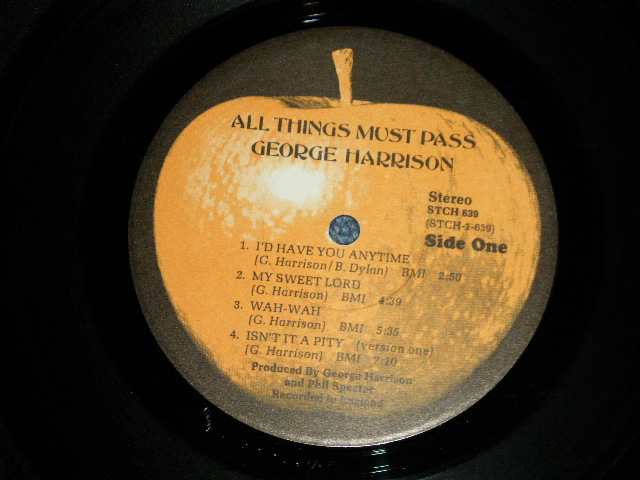 ALL THINGS MUST PASS
GEORGE HARRISON
Stereo
STCH 639
(STCH-1-639)
Side One
1. I'D HAVE YOU ANYTIME
(G. Harrison/B. Dylan) BMI 2:50
2. MY SWEET LORD
(G. Harrison) BMI 4:39
3. WAH-WAH
(G. Harrison) BMI 5:35
4. ISN'T IT A PITY (version one)
(G. Harrison) BMI 7:10
Produced By George Harrison
and Phil Spector
Recorded in England